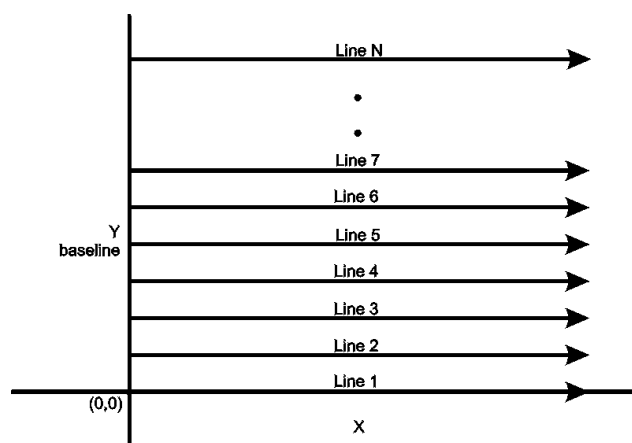 Line N
Line 7
Line 6
Line 5
Y
baseline
Line 4
Line 3
Line 2
Line 1
(0,0)
X